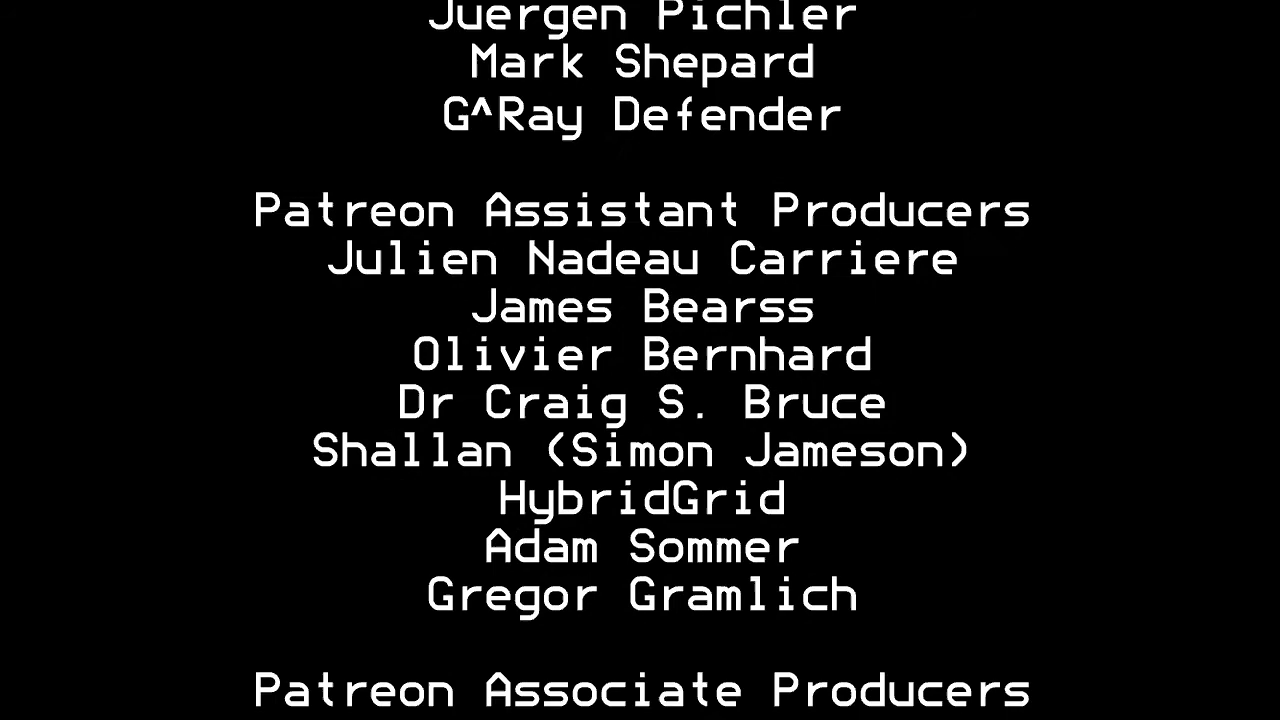 Juergen Pichler
Mark Shepard
G^Ray Defender
Patreon Assistant Producers
Julien Nadeau Carriere
James Bearss
Olivier Bernhard
Dr Craig S. Bruce
Shallan (Simon Jameson)
HybridGrid
Adam Sommer
Gregor Gramlich
Patreon Associate Producers